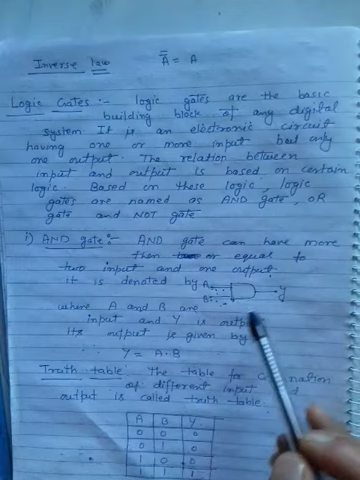 Inverse law A̿ = A
Logic Gates :- logic gates are the basic
building block of any digital
system It is an electronic circuit
having one or more input but only
one output. The relation between
input and output is based on certain
logic. Based on these logic, logic
gates are named as AND gate, OR
gate and NOT gate
i) AND gate :- AND gate can have more
then or equal to
two input and one output.
it is denoted by A B Y
where A and B are
input and Y is outp
Its output is given by
Y = A·B
Truth table: The table for nation
of different input
output is called truth table
A B Y
0 0 0
0 1 0
1 0 0
1 1 1